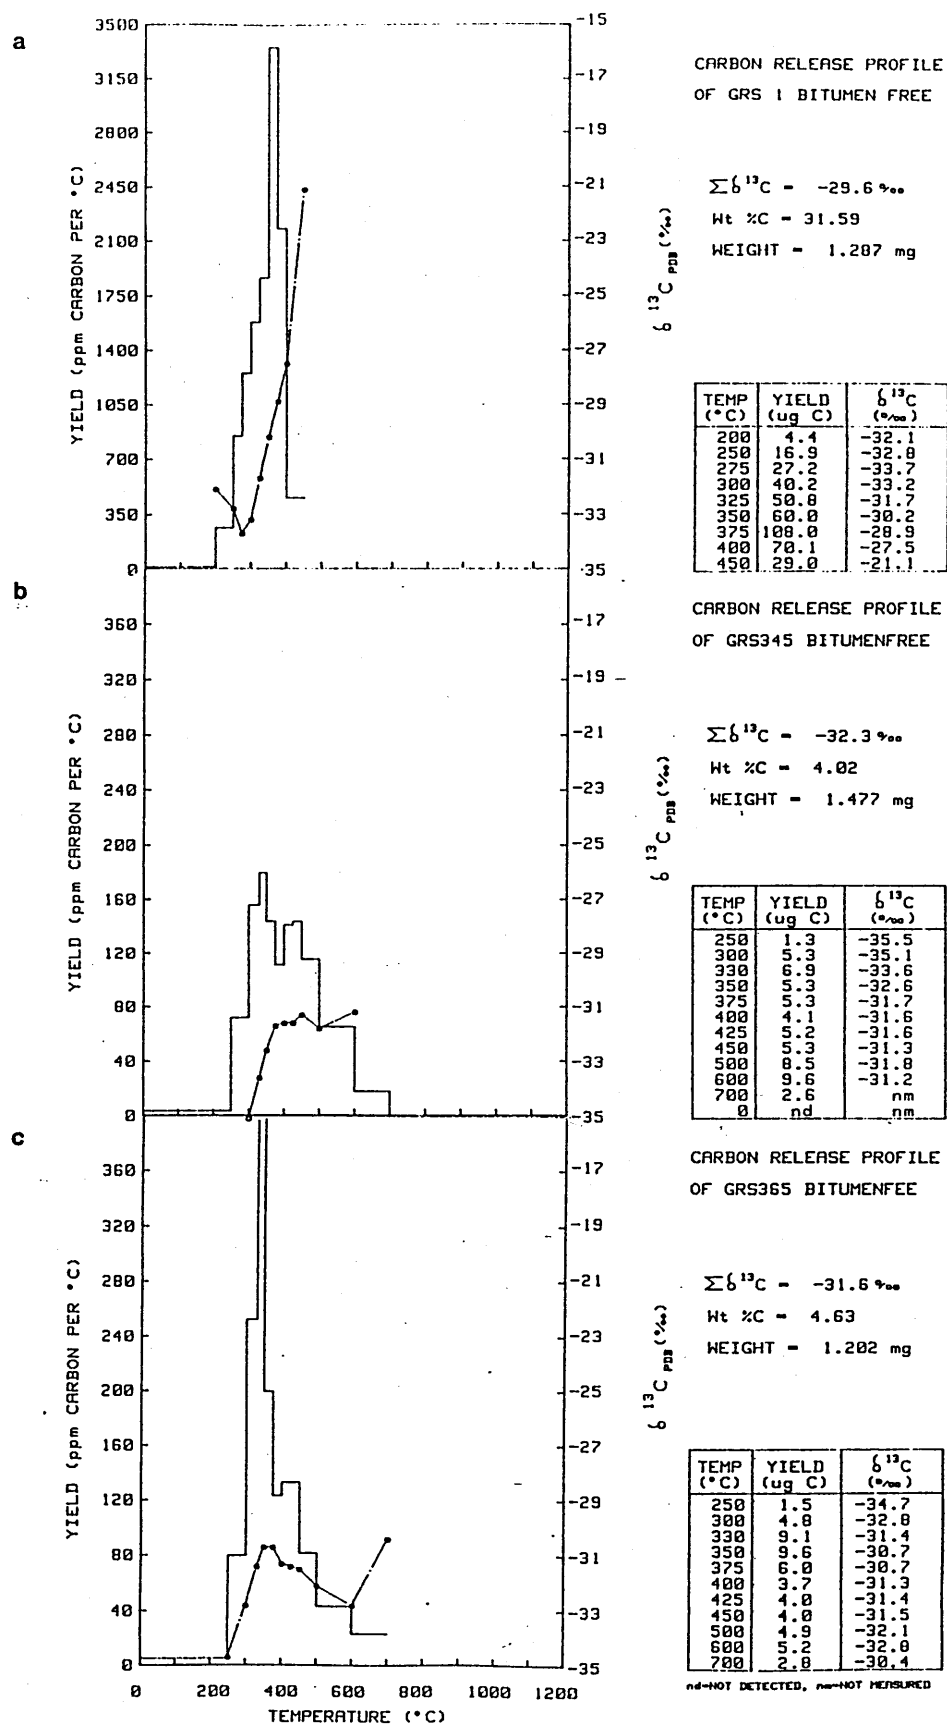 a
CARBON RELEASE PROFILE
OF GRS 1 BITUMEN FREE
Σδ ¹³C = -29.6 ‰
Wt %C = 31.59
WEIGHT = 1.287 mg
YIELD (ppm CARBON PER °C)
3500
3150
2800
2450
2100
1750
1400
1050
700
350
0
-15
-17
-19
-21
-23
-25
-27
-29
-31
-33
-35
δ ¹³C PDB (‰)
TEMP (°C) YIELD (ug C) δ ¹³C (‰)
200 4.4 -32.1
250 16.9 -32.8
275 27.2 -33.7
300 40.2 -33.2
325 50.8 -31.7
350 60.0 -30.2
375 108.0 -28.9
400 70.1 -27.5
450 29.0 -21.1
b
CARBON RELEASE PROFILE
OF GRS345 BITUMENFREE
Σδ ¹³C = -32.3 ‰
Wt %C = 4.02
WEIGHT = 1.477 mg
YIELD (ppm CARBON PER °C)
360
320
280
240
200
160
120
80
40
0
-17
-19
-21
-23
-25
-27
-29
-31
-33
-35
δ ¹³C PDB (‰)
TEMP (°C) YIELD (ug C) δ ¹³C (‰)
250 1.3 -35.5
300 5.3 -35.1
330 6.9 -33.6
350 5.3 -32.6
375 5.3 -31.7
400 4.1 -31.6
425 5.2 -31.6
450 5.3 -31.3
500 8.5 -31.8
600 9.6 -31.2
700 2.6 nm
0 nd nm
c
CARBON RELEASE PROFILE
OF GRS365 BITUMENFEE
Σδ ¹³C = -31.6 ‰
Wt %C = 4.63
WEIGHT = 1.202 mg
YIELD (ppm CARBON PER °C)
360
320
280
240
200
160
120
80
40
0
-17
-19
-21
-23
-25
-27
-29
-31
-33
-35
δ ¹³C PDB (‰)
TEMP (°C) YIELD (ug C) δ ¹³C (‰)
250 1.5 -34.7
300 4.8 -32.8
330 9.1 -31.4
350 9.6 -30.7
375 6.0 -30.7
400 3.7 -31.3
425 4.0 -31.4
450 4.0 -31.5
500 4.9 -32.1
600 5.2 -32.8
700 2.8 -30.4
nd=NOT DETECTED, nm=NOT MEASURED
0 200 400 600 800 1000 1200
TEMPERATURE (°C)